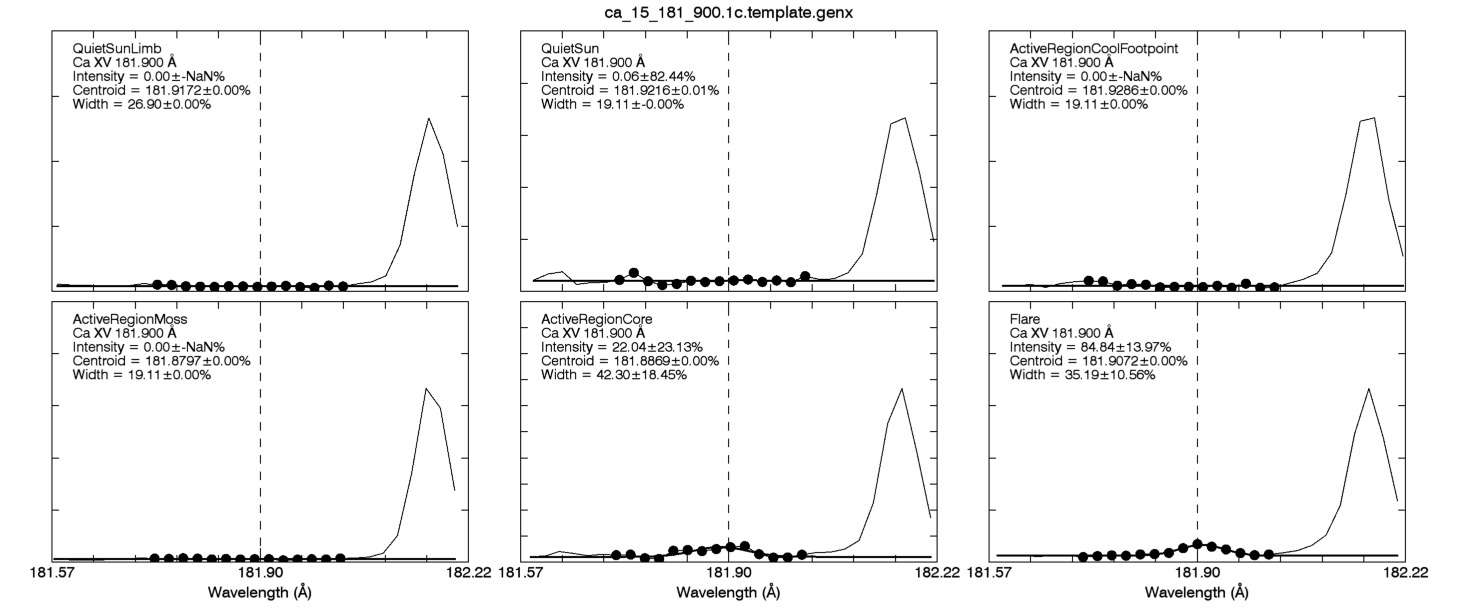 ca_15_181_900.1c.template.genx
QuietSunLimb
Ca XV 181.900 Å
Intensity = 0.00±-NaN%
Centroid = 181.9172±0.00%
Width = 26.90±0.00%
QuietSun
Ca XV 181.900 Å
Intensity = 0.06±82.44%
Centroid = 181.9216±0.01%
Width = 19.11±-0.00%
ActiveRegionCoolFootpoint
Ca XV 181.900 Å
Intensity = 0.00±-NaN%
Centroid = 181.9286±0.00%
Width = 19.11±0.00%
ActiveRegionMoss
Ca XV 181.900 Å
Intensity = 0.00±-NaN%
Centroid = 181.8797±0.00%
Width = 19.11±0.00%
ActiveRegionCore
Ca XV 181.900 Å
Intensity = 22.04±23.13%
Centroid = 181.8869±0.00%
Width = 42.30±18.45%
Flare
Ca XV 181.900 Å
Intensity = 84.84±13.97%
Centroid = 181.9072±0.00%
Width = 35.19±10.56%
181.57 181.90 182.22 181.57 181.90 182.22 181.57 181.90 182.22
Wavelength (Å) Wavelength (Å) Wavelength (Å)